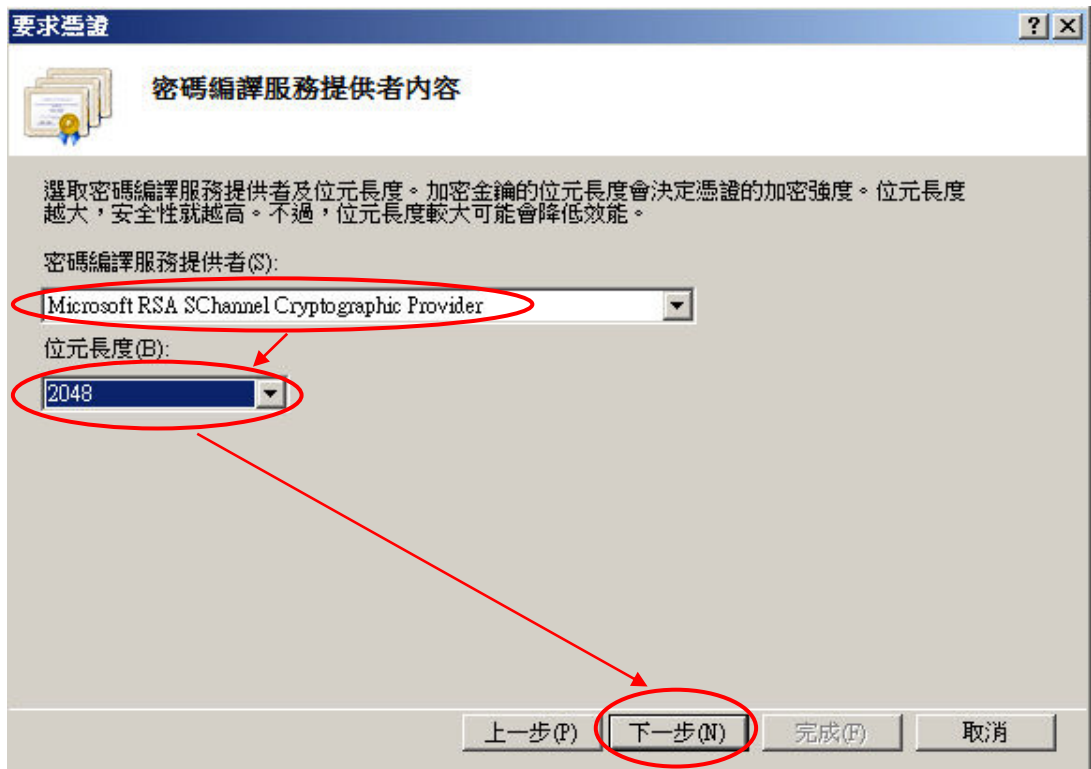 要求憑證
密碼編譯服務提供者內容
選取密碼編譯服務提供者及位元長度。加密金鑰的位元長度會決定憑證的加密強度。位元長度
越大，安全性就越高。不過，位元長度較大可能會降低效能。
密碼編譯服務提供者(S):
Microsoft RSA SChannel Cryptographic Provider
位元長度(B):
2048
上一步(P) 下一步(N) 完成(F) 取消